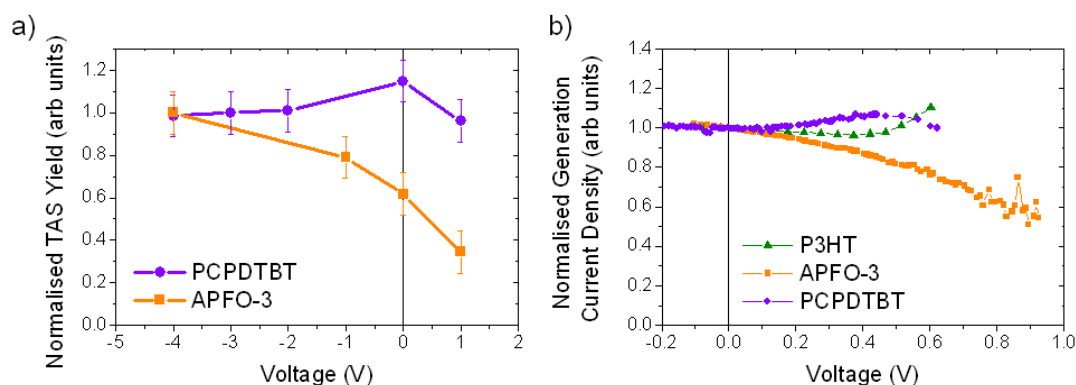 a)
Normalised TAS Yield (arb units)
1.2
1.0
0.8
0.6
0.4
0.2
0.0
PCPDTBT
APFO-3
-5 -4 -3 -2 -1 0 1 2
Voltage (V)
b)
Normalised Generation
Current Density (arb units)
1.4
1.2
1.0
0.8
0.6
0.4
0.2
0.0
P3HT
APFO-3
PCPDTBT
-0.2 0.0 0.2 0.4 0.6 0.8 1.0
Voltage (V)